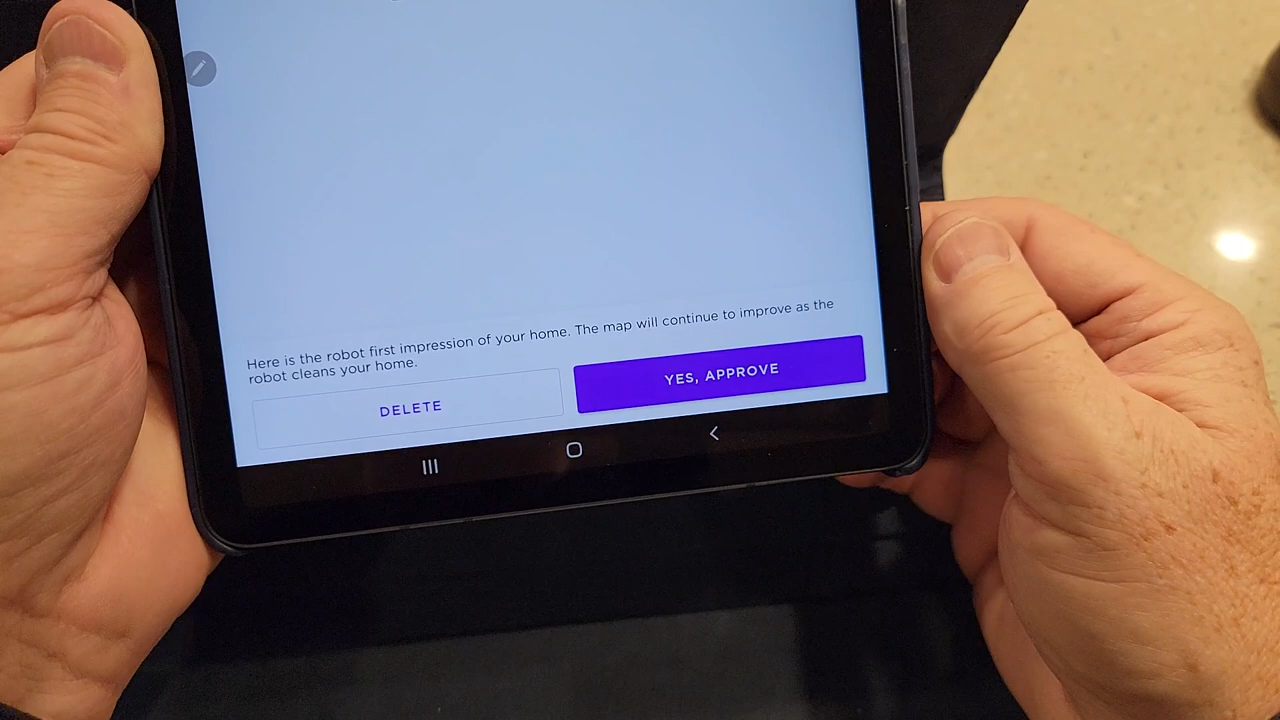 Here is the robot first impression of your home. The map will continue to improve as the
robot cleans your home.
DELETE
YES, APPROVE